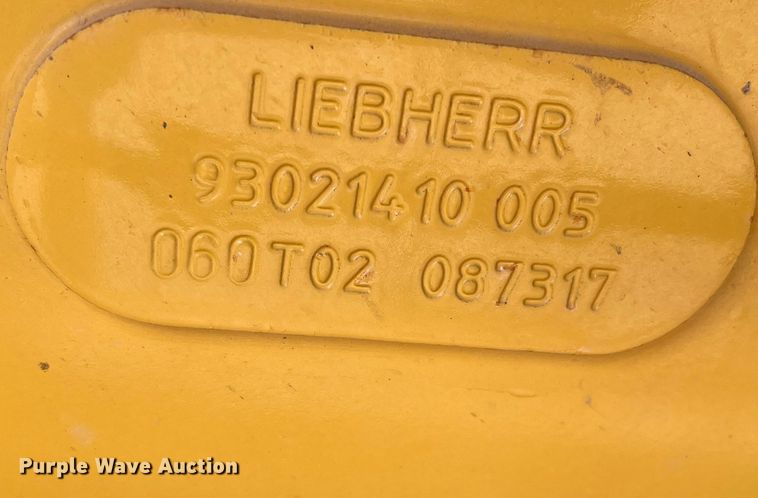 LIEBHERR
93021410 005
060T02 087317
Purple Wave Auction